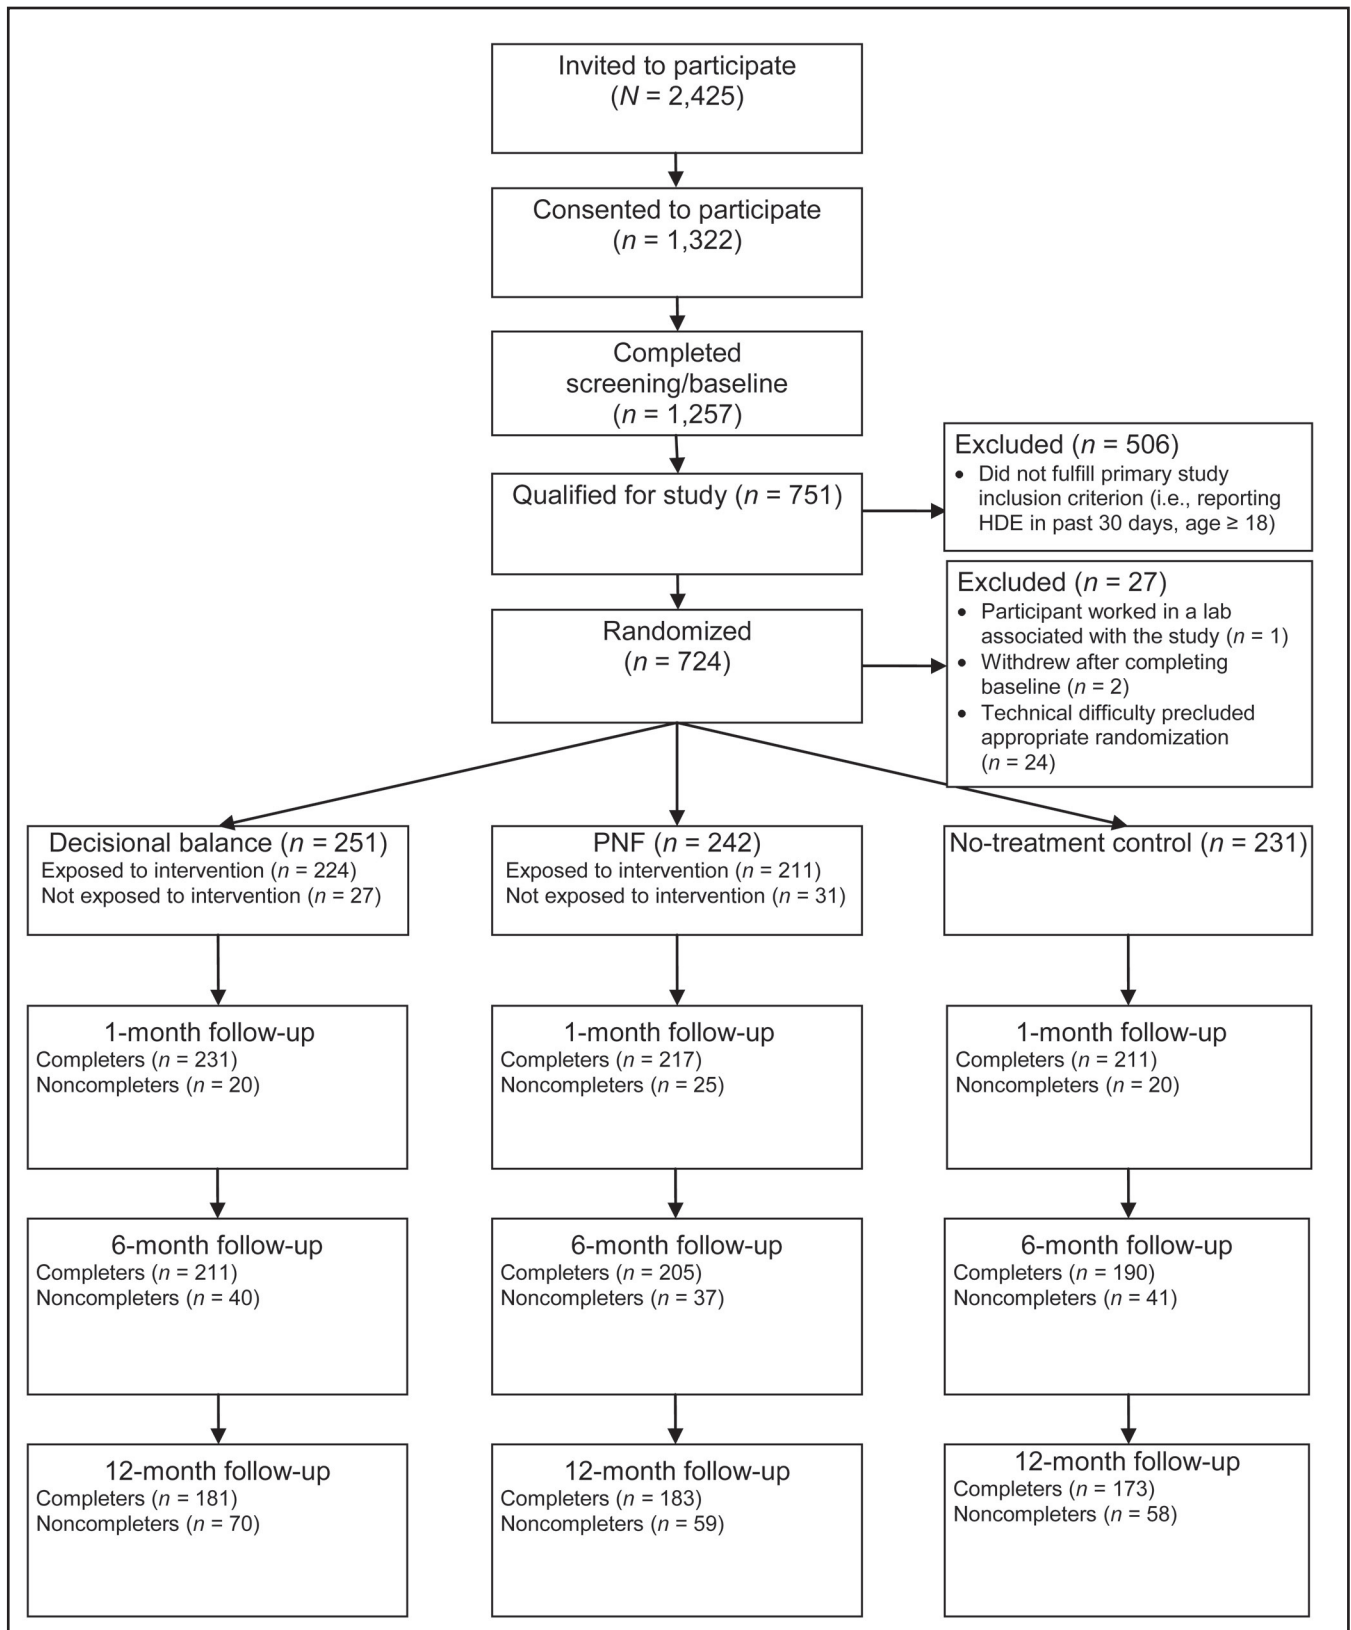 Invited to participate
(N = 2,425)
Consented to participate
(n = 1,322)
Completed
screening/baseline
(n = 1,257)
Qualified for study (n = 751)
Excluded (n = 506)
• Did not fulfill primary study
inclusion criterion (i.e., reporting
HDE in past 30 days, age ≥ 18)
Randomized
(n = 724)
Excluded (n = 27)
• Participant worked in a lab
associated with the study (n = 1)
• Withdrew after completing
baseline (n = 2)
• Technical difficulty precluded
appropriate randomization
(n = 24)
Decisional balance (n = 251)
Exposed to intervention (n = 224)
Not exposed to intervention (n = 27)
PNF (n = 242)
Exposed to intervention (n = 211)
Not exposed to intervention (n = 31)
No-treatment control (n = 231)
1-month follow-up
Completers (n = 231)
Noncompleters (n = 20)
1-month follow-up
Completers (n = 217)
Noncompleters (n = 25)
1-month follow-up
Completers (n = 211)
Noncompleters (n = 20)
6-month follow-up
Completers (n = 211)
Noncompleters (n = 40)
6-month follow-up
Completers (n = 205)
Noncompleters (n = 37)
6-month follow-up
Completers (n = 190)
Noncompleters (n = 41)
12-month follow-up
Completers (n = 181)
Noncompleters (n = 70)
12-month follow-up
Completers (n = 183)
Noncompleters (n = 59)
12-month follow-up
Completers (n = 173)
Noncompleters (n = 58)